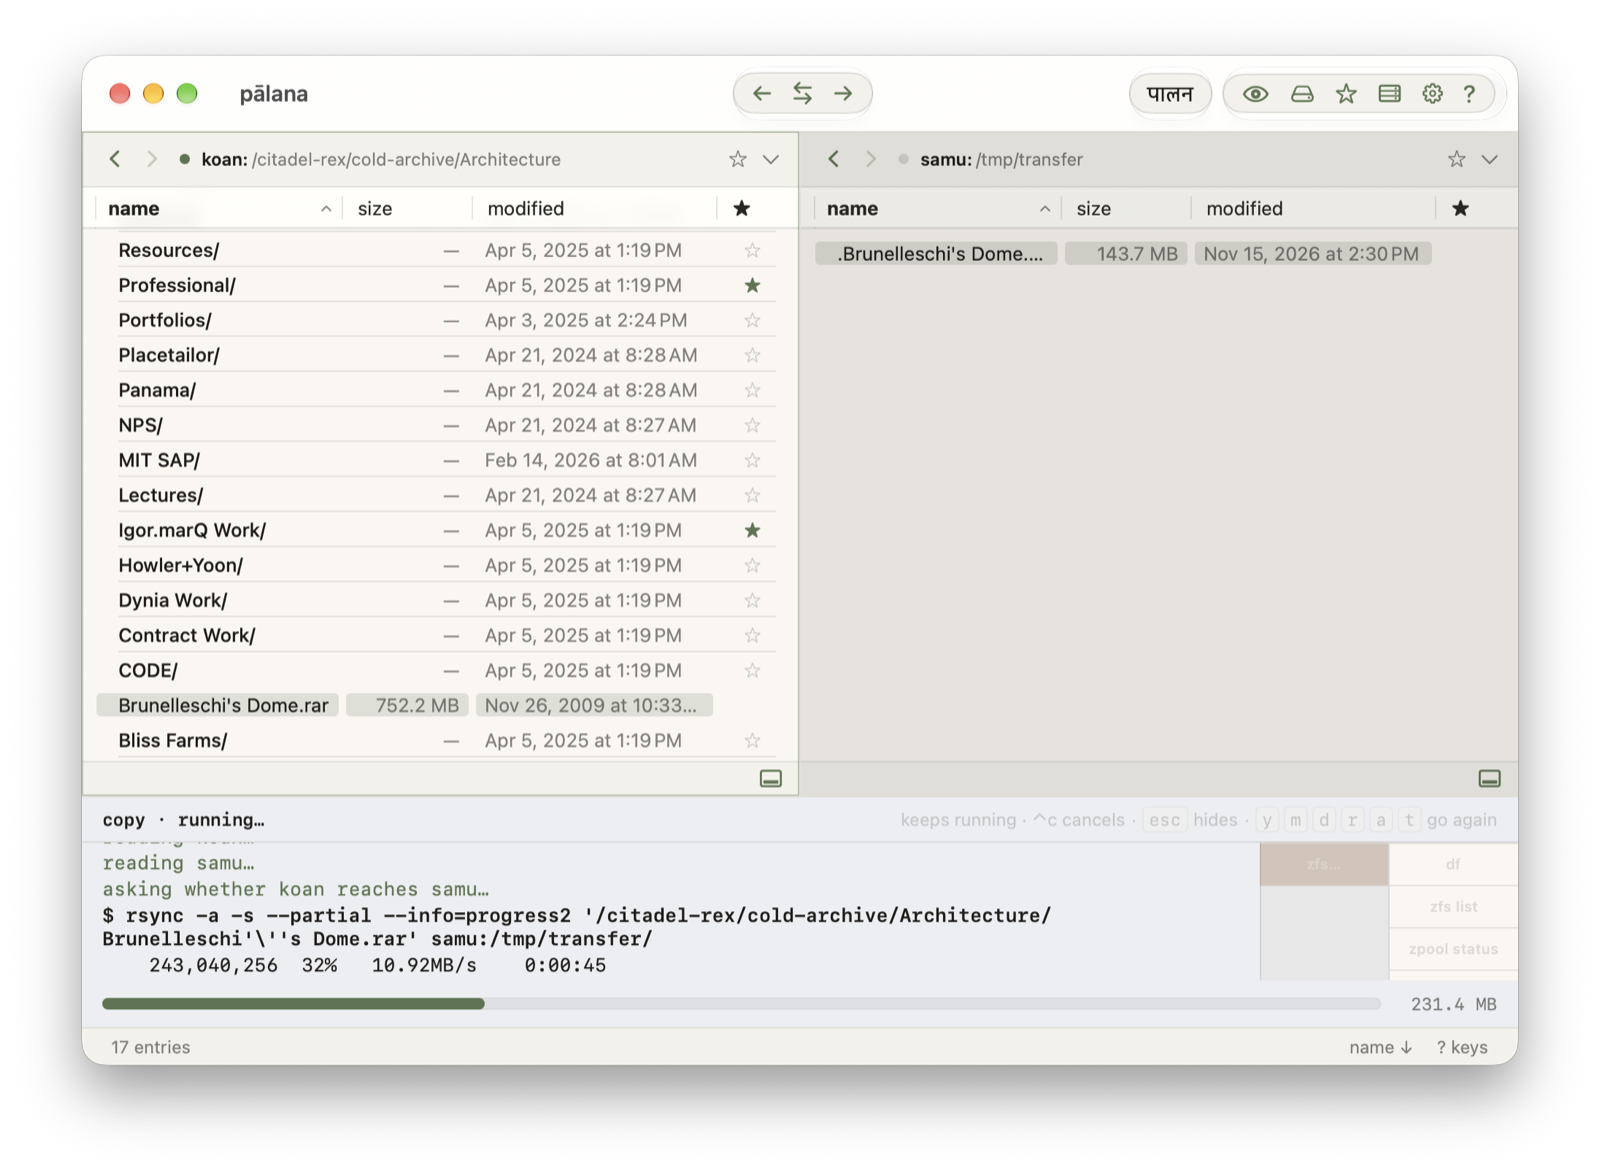 pālana
पालन
?
koan: /citadel-rex/cold-archive/Architecture
name size modified ★
Resources/ — Apr 5, 2025 at 1:19 PM
Professional/ — Apr 5, 2025 at 1:19 PM
Portfolios/ — Apr 3, 2025 at 2:24 PM
Placetailor/ — Apr 21, 2024 at 8:28 AM
Panama/ — Apr 21, 2024 at 8:28 AM
NPS/ — Apr 21, 2024 at 8:27 AM
MIT SAP/ — Feb 14, 2026 at 8:01 AM
Lectures/ — Apr 21, 2024 at 8:27 AM
Igor.marQ Work/ — Apr 5, 2025 at 1:19 PM
Howler+Yoon/ — Apr 5, 2025 at 1:19 PM
Dynia Work/ — Apr 5, 2025 at 1:19 PM
Contract Work/ — Apr 5, 2025 at 1:19 PM
CODE/ — Apr 5, 2025 at 1:19 PM
Brunelleschi's Dome.rar 752.2 MB Nov 26, 2009 at 10:33...
Bliss Farms/ — Apr 5, 2025 at 1:19 PM
samu: /tmp/transfer
name size modified ★
.Brunelleschi's Dome.... 143.7 MB Nov 15, 2026 at 2:30 PM
copy · running…
keeps running · ^c cancels · esc hides · y m d r a t go again
reading samu…
asking whether koan reaches samu…
$ rsync -a -s --partial --info=progress2 '/citadel-rex/cold-archive/Architecture/
Brunelleschi'\''s Dome.rar' samu:/tmp/transfer/
243,040,256 32% 10.92MB/s 0:00:45
zfs…
df
zfs list
zpool status
231.4 MB
17 entries
name ↓ ? keys